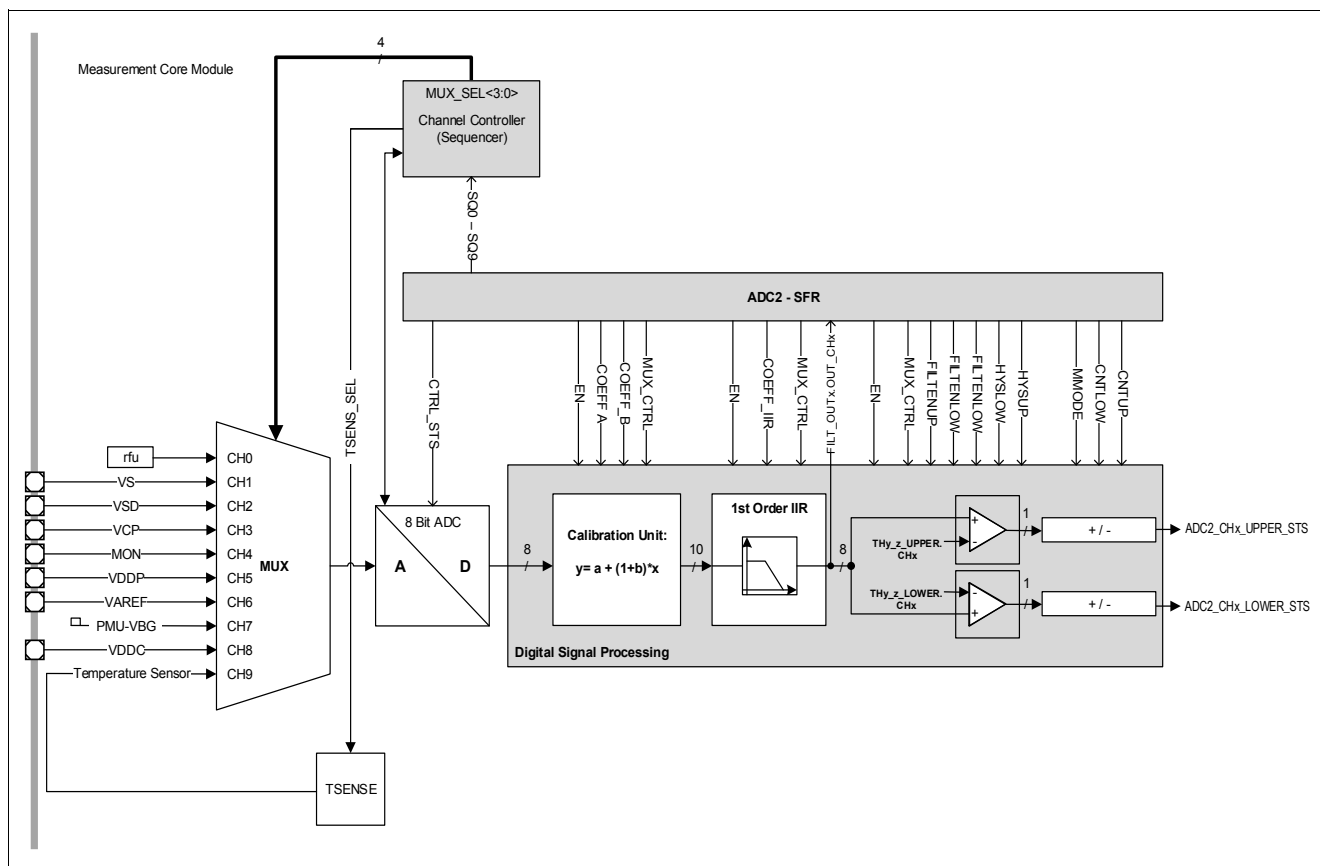 4
Measurement Core Module
MUX_SEL<3:0>
Channel Controller
(Sequencer)
SQ0 – SQ9
ADC2 - SFR
TSENS_SEL
CTRL_STS
EN
COEFF_A
COEFF_B
MUX_CTRL
EN
COEFF_IIR
MUX_CTRL
FILT_OUTx.OUT_CHx
EN
MUX_CTRL
FILTENUP
FILTENLOW
FILTENLOW
HYSLOW
HYSUP
MMODE
CNTLOW
CNTUP
rfu
CH0
VS
CH1
VSD
CH2
VCP
CH3
MON
CH4
VDDP
CH5
VAREF
CH6
PMU-VBG
CH7
VDDC
CH8
Temperature Sensor
CH9
MUX
8 Bit ADC
A
D
8
Calibration Unit:
y= a + (1+b)*x
10
1st Order IIR
8
THy_z_UPPER.
CHx
+
-
1
+ / -
ADC2_CHx_UPPER_STS
THy_z_LOWER.
CHx
-
+
1
+ / -
ADC2_CHx_LOWER_STS
Digital Signal Processing
TSENSE